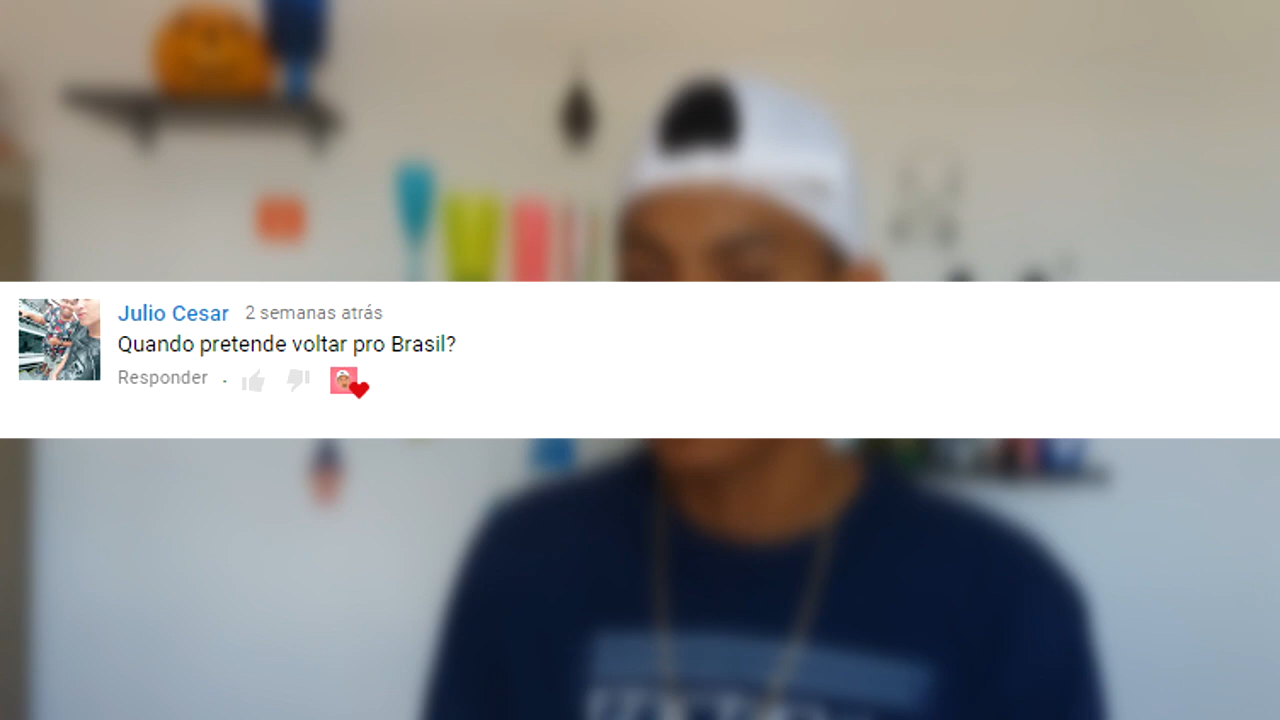 Julio Cesar 2 semanas atrás
Quando pretende voltar pro Brasil?
Responder